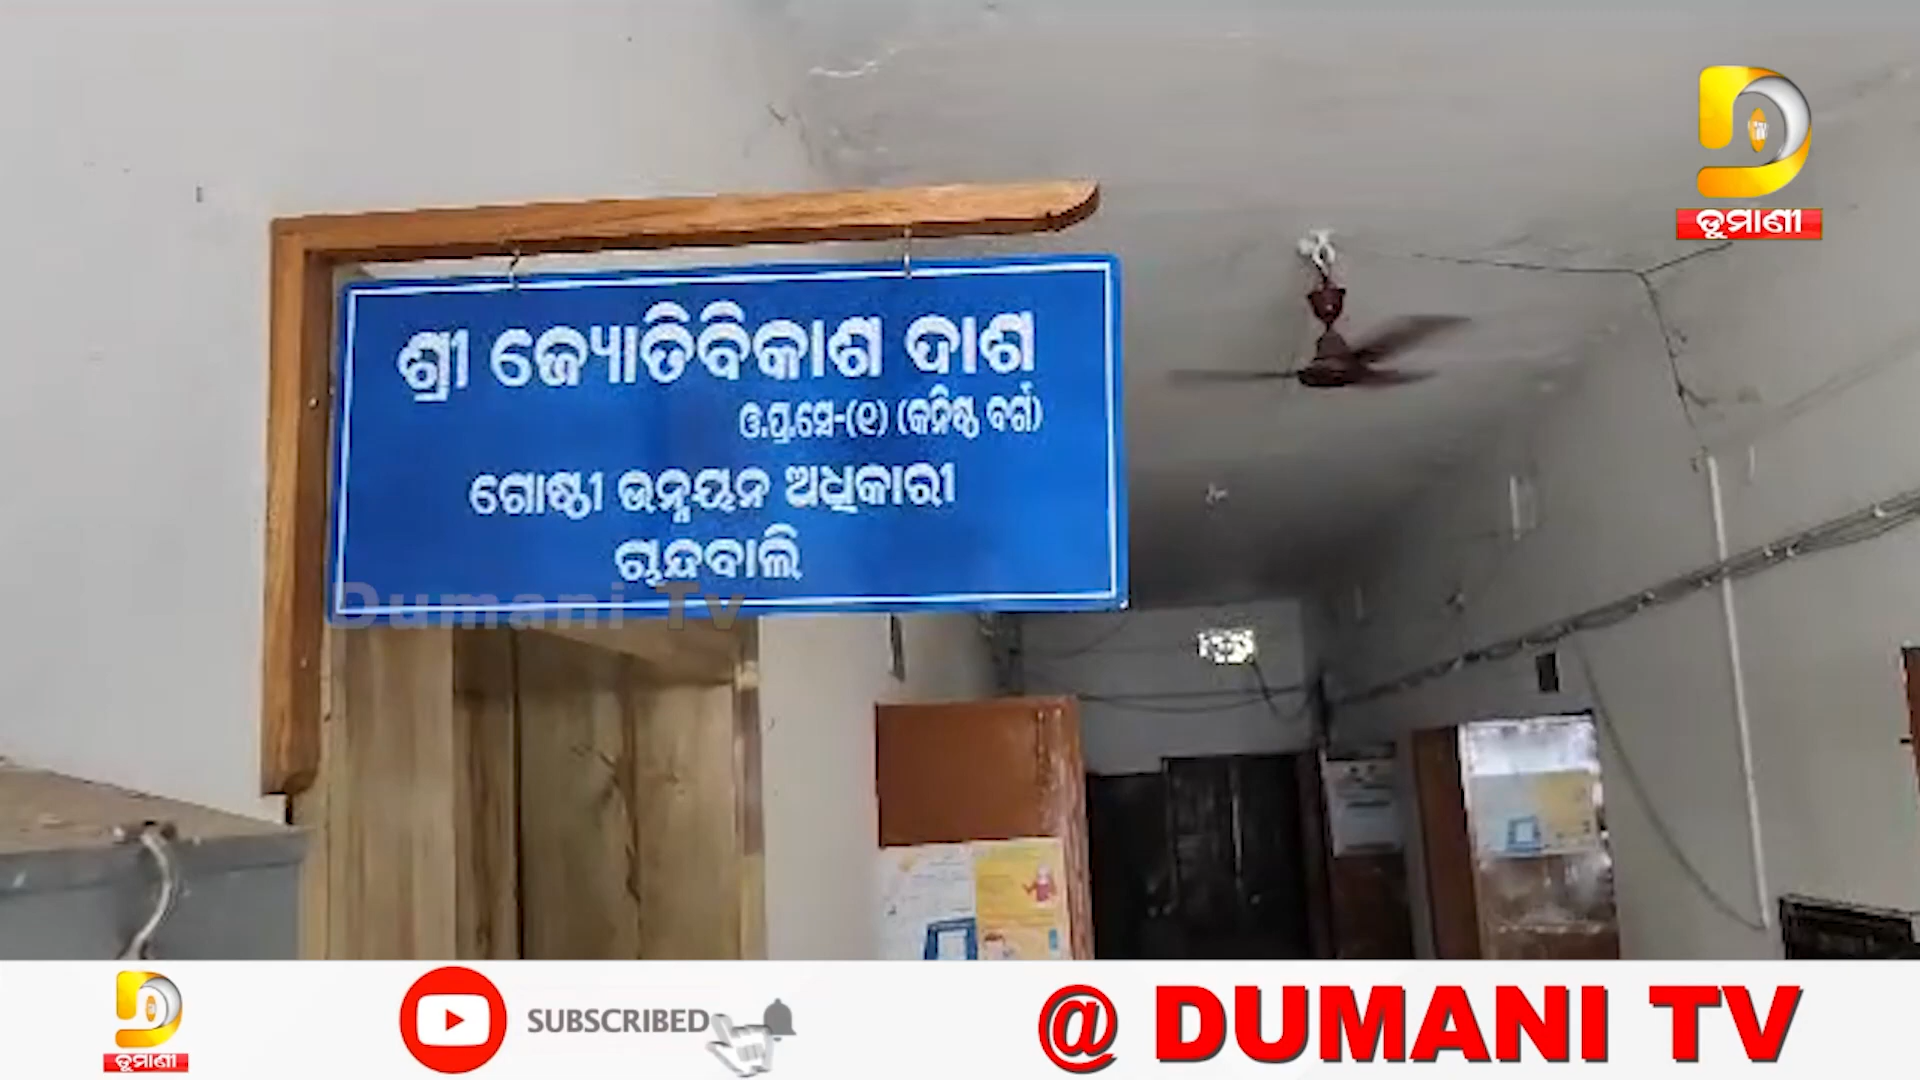 ଡୁମାଣୀ
ଶ୍ରୀ ଜ୍ୟୋତିବିକାଶ ଦାଶ
ଓ.ପ୍ର.ସେ-(୧) (କନିଷ୍ଠ ବର୍ଗ)
ଗୋଷ୍ଠୀ ଉନ୍ନୟନ ଅଧିକାରୀ
ଚାନ୍ଦବାଲି
Dumani Tv
ଡୁମାଣୀ
SUBSCRIBED
@ DUMANI TV